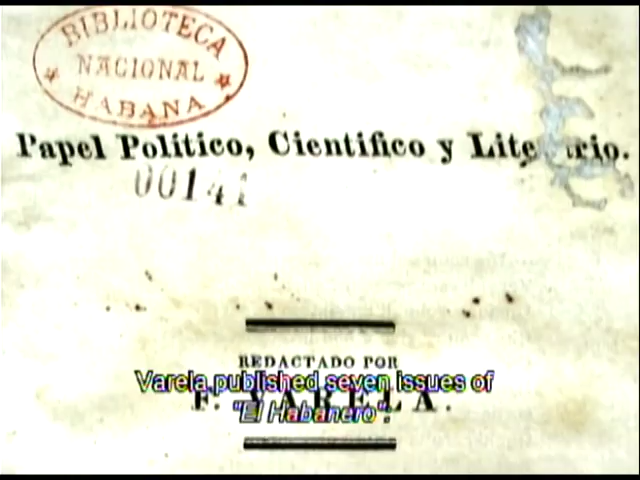 BIBLIOTECA
NACIONAL
HABANA
Papel Politico, Cientifico y Lite rio.
00141
REDACTADO POR
Varela published seven issues of
F. VARELA.
"El Habanero".